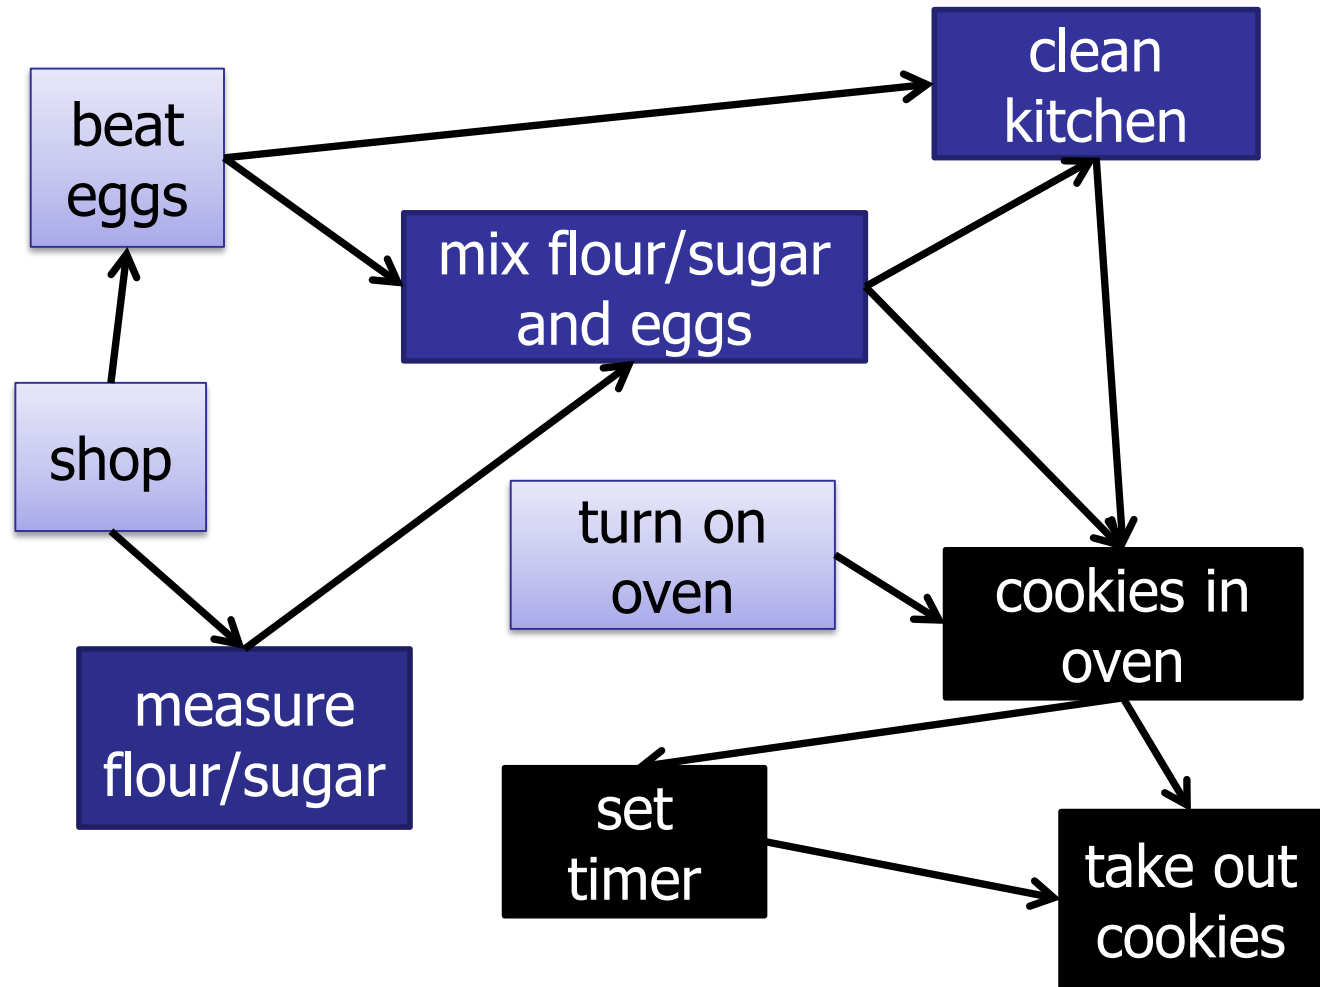 clean
kitchen
beat
eggs
mix flour/sugar
and eggs
shop
turn on
oven
cookies in
oven
measure
flour/sugar
set
timer
take out
cookies